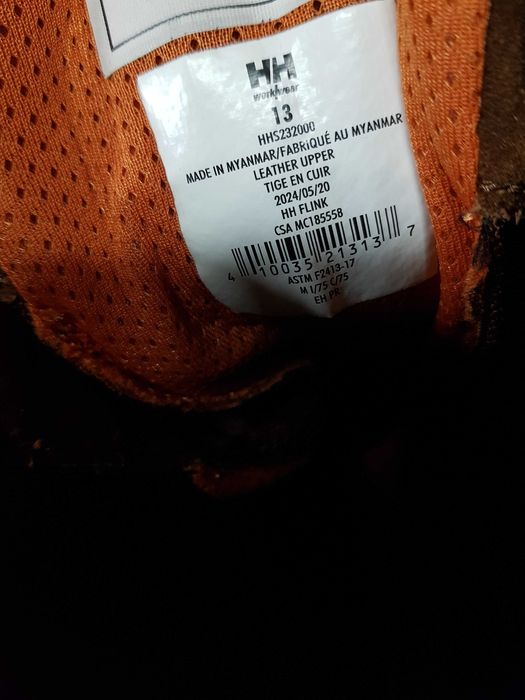 HH
workwear
13
HHS232000
MADE IN MYANMAR/FABRIQUÉ AU MYANMAR
LEATHER UPPER
TIGE EN CUIR
2024/05/20
HH FLINK
CSA MC185558
4 10035 21313 7
ASTM F2413-17
M I/75 C/75
EH PR